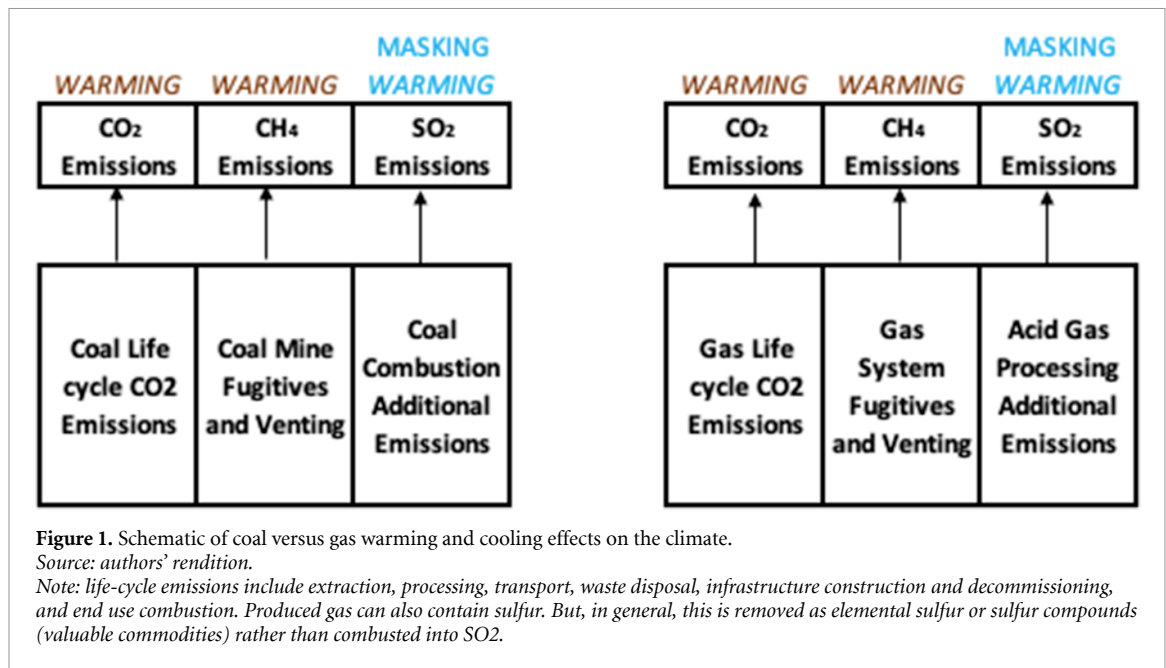 WARMING
WARMING
MASKING
WARMING
CO₂
Emissions
CH₄
Emissions
SO₂
Emissions
Coal Life
cycle CO2
Emissions
Coal Mine
Fugitives
and Venting
Coal
Combustion
Additional
Emissions
WARMING
WARMING
MASKING
WARMING
CO₂
Emissions
CH₄
Emissions
SO₂
Emissions
Gas Life
cycle CO2
Emissions
Gas
System
Fugitives
and Venting
Acid Gas
Processing
Additional
Emissions
Figure 1. Schematic of coal versus gas warming and cooling effects on the climate.
Source: authors’ rendition.
Note: life-cycle emissions include extraction, processing, transport, waste disposal, infrastructure construction and decommissioning,
and end use combustion. Produced gas can also contain sulfur. But, in general, this is removed as elemental sulfur or sulfur compounds
(valuable commodities) rather than combusted into SO2.